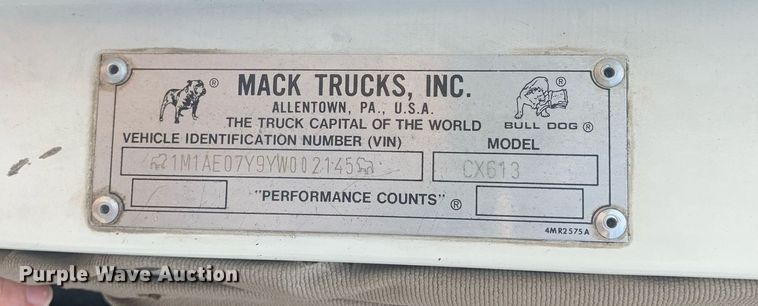 MACK TRUCKS, INC.
ALLENTOWN, PA., U.S.A.
THE TRUCK CAPITAL OF THE WORLD
BULL DOG ®
VEHICLE IDENTIFICATION NUMBER (VIN) MODEL
1M1AE07Y9YW002145 CX613
"PERFORMANCE COUNTS" ®
4MR2575A
Purple Wave Auction